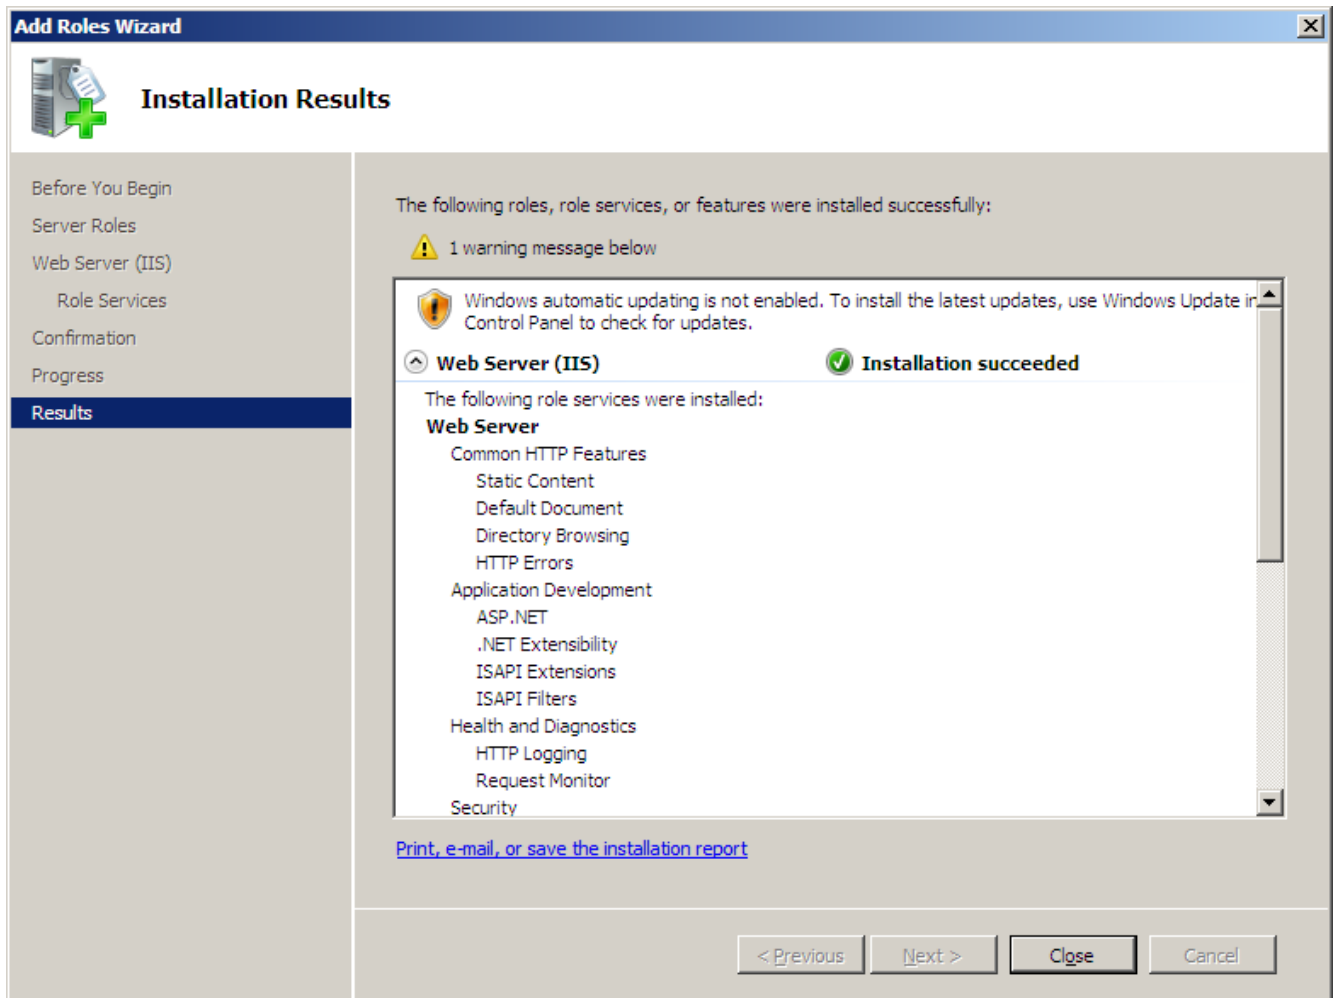 Add Roles Wizard
Installation Results
Before You Begin
Server Roles
Web Server (IIS)
Role Services
Confirmation
Progress
Results
The following roles, role services, or features were installed successfully:
1 warning message below
Windows automatic updating is not enabled. To install the latest updates, use Windows Update in
Control Panel to check for updates.
Web Server (IIS) Installation succeeded
The following role services were installed:
Web Server
Common HTTP Features
Static Content
Default Document
Directory Browsing
HTTP Errors
Application Development
ASP.NET
.NET Extensibility
ISAPI Extensions
ISAPI Filters
Health and Diagnostics
HTTP Logging
Request Monitor
Security
Print, e-mail, or save the installation report
< Previous Next > Close Cancel